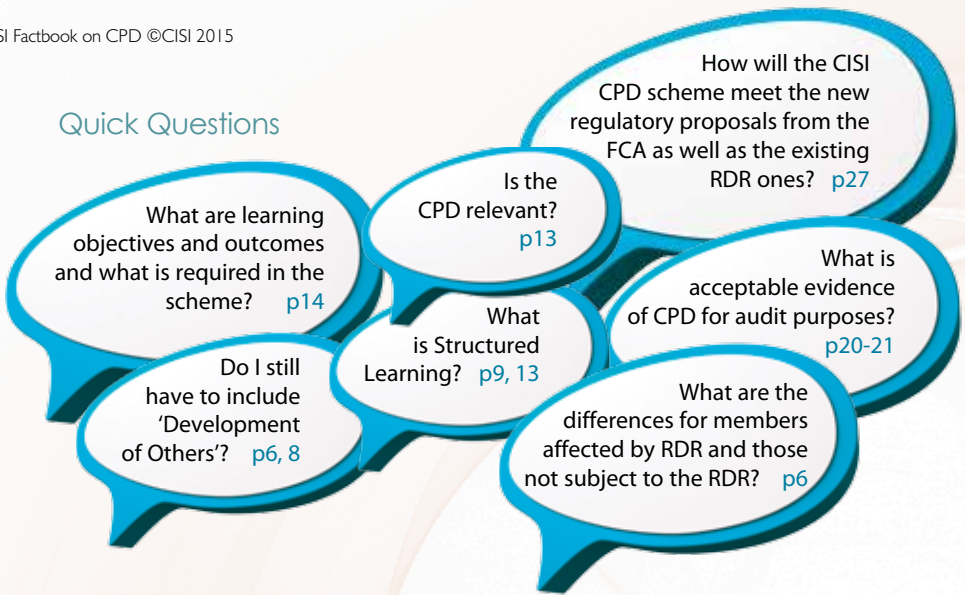 Factbook on CPD ©CISI 2015
Quick Questions
How will the CISI
CPD scheme meet the new
regulatory proposals from the
FCA as well as the existing
RDR ones? p27
Is the
CPD relevant?
p13
What are learning
objectives and outcomes
and what is required in the
scheme? p14
What is
acceptable evidence
of CPD for audit purposes?
p20-21
What
is Structured
Learning? p9, 13
Do I still
have to include
‘Development
of Others’? p6, 8
What are the
differences for members
affected by RDR and those
not subject to the RDR? p6